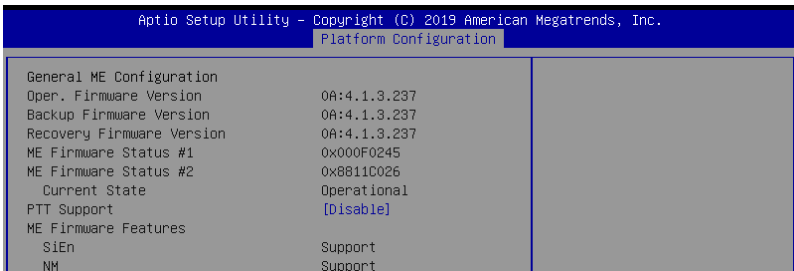 Aptio Setup Utility – Copyright (C) 2019 American Megatrends, Inc.
Platform Configuration
General ME Configuration
Oper. Firmware Version 0A:4.1.3.237
Backup Firmware Version 0A:4.1.3.237
Recovery Firmware Version 0A:4.1.3.237
ME Firmware Status #1 0x000F0245
ME Firmware Status #2 0x8811C026
Current State Operational
PTT Support [Disable]
ME Firmware Features
SiEn Support
NM Support